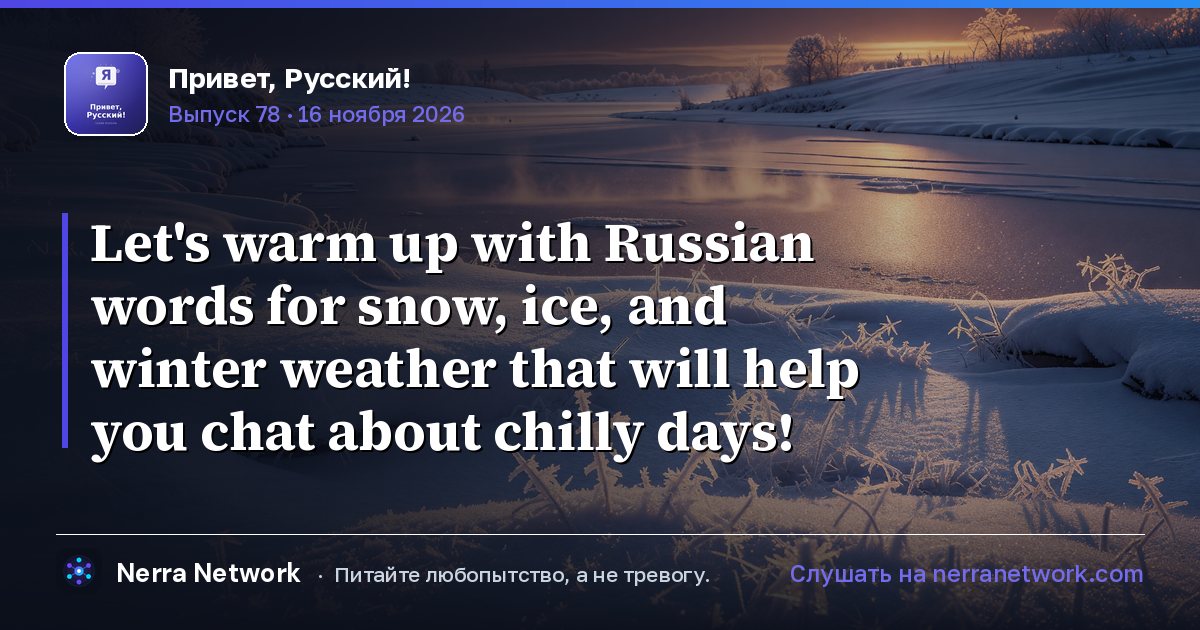 Я
Привет,
Русский!
Привет, Русский!
Выпуск 78 · 16 ноября 2026
Let's warm up with Russian
words for snow, ice, and
winter weather that will help
you chat about chilly days!
Nerra Network · Питайте любопытство, а не тревогу.
Слушать на nerranetwork.com